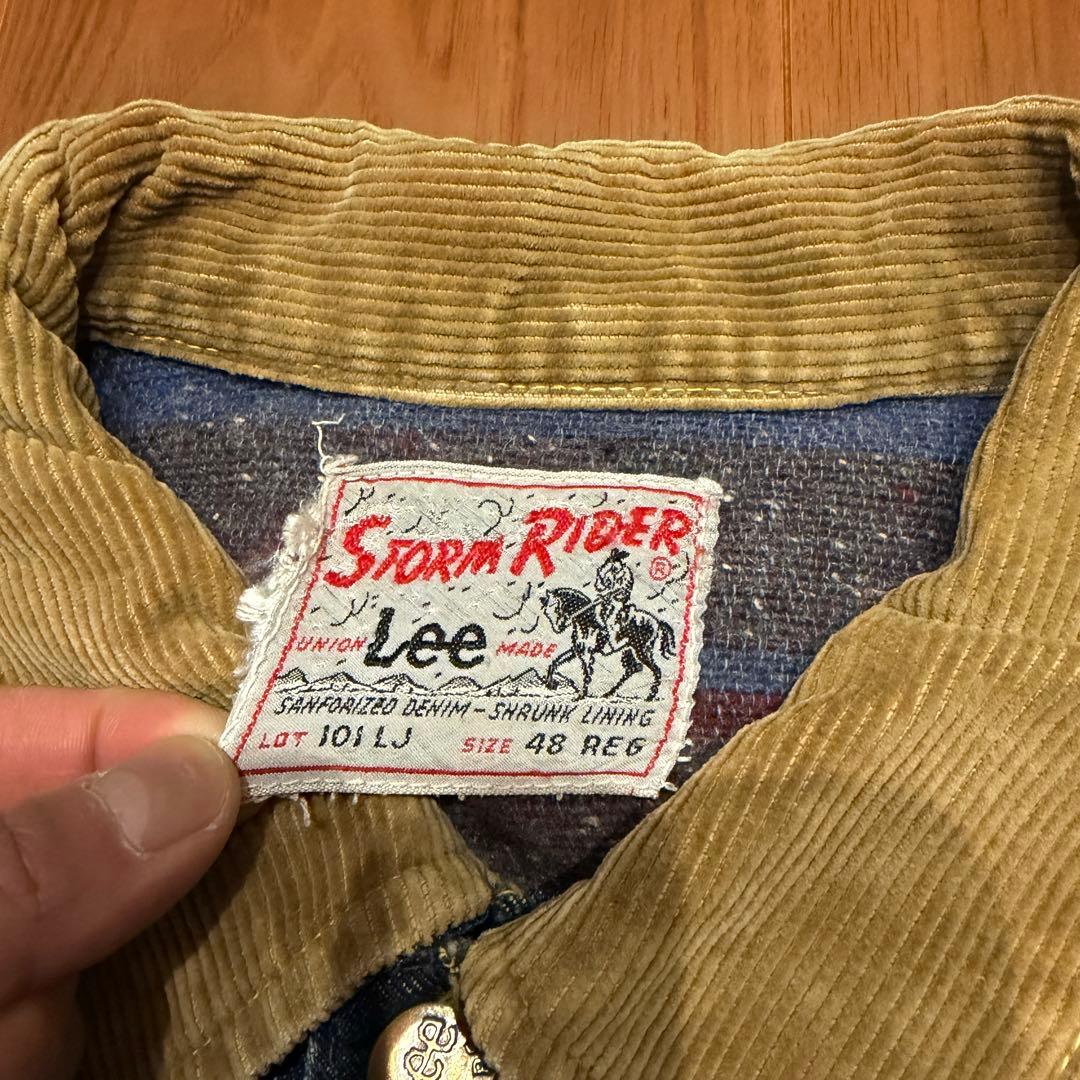 STORM RIDER ®
UNION Lee MADE
SANFORIZED DENIM - SHRUNK LINING
LOT 101 LJ SIZE 48 REG